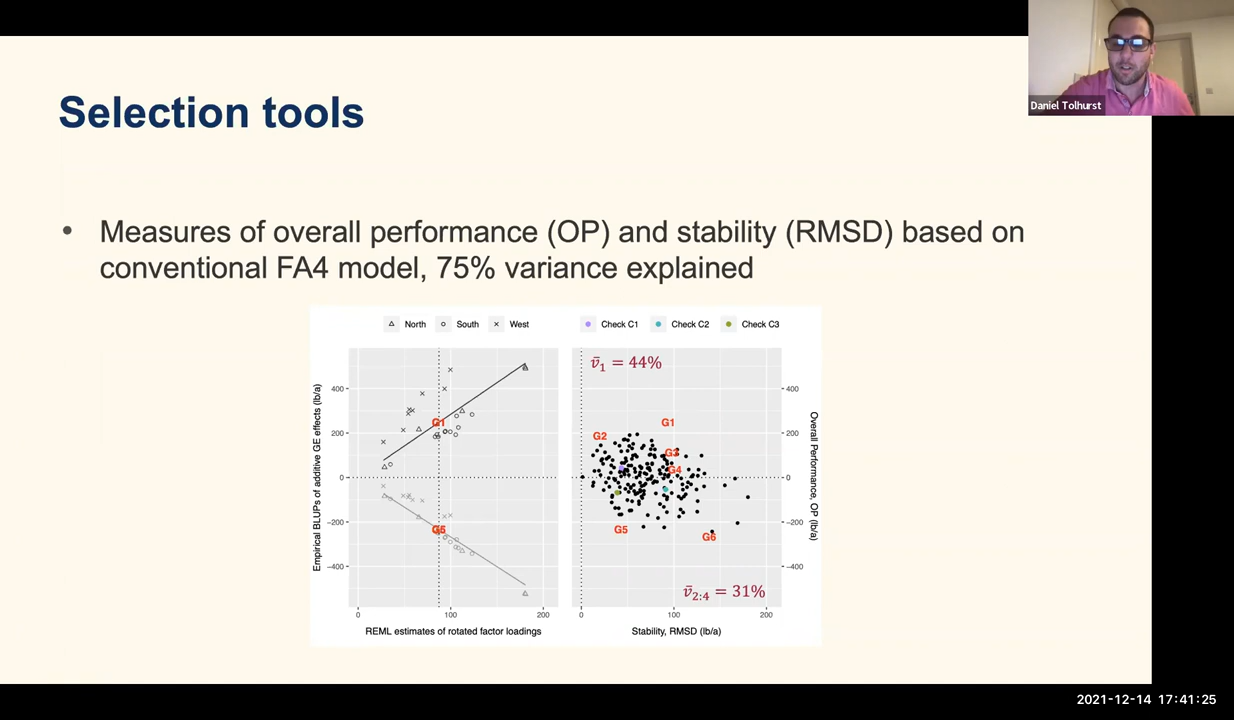 Daniel Tolhurst
Selection tools
• Measures of overall performance (OP) and stability (RMSD) based on
conventional FA4 model, 75% variance explained
North South West
Check C1 Check C2 Check C3
Empirical BLUPs of additive GE effects (lb/a)
400
200
0
−200
−400
G1
G5
0 100 200
REML estimates of rotated factor loadings
v̄₁ = 44%
G1
G2
G3
G4
G5
G6
v̄₂:₄ = 31%
400
200
0
−200
−400
Overall Performance, OP (lb/a)
0 100 200
Stability, RMSD (lb/a)
2021-12-14 17:41:25